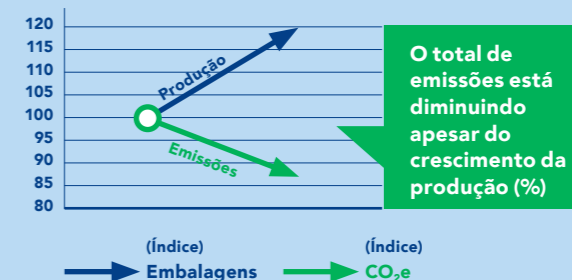 120
115
110
105
100
95
90
85
80
Produção
Emissões
O total de
emissões está
diminuindo
apesar do
crescimento da
produção (%)
(Índice)
Embalagens
(Índice)
CO₂e